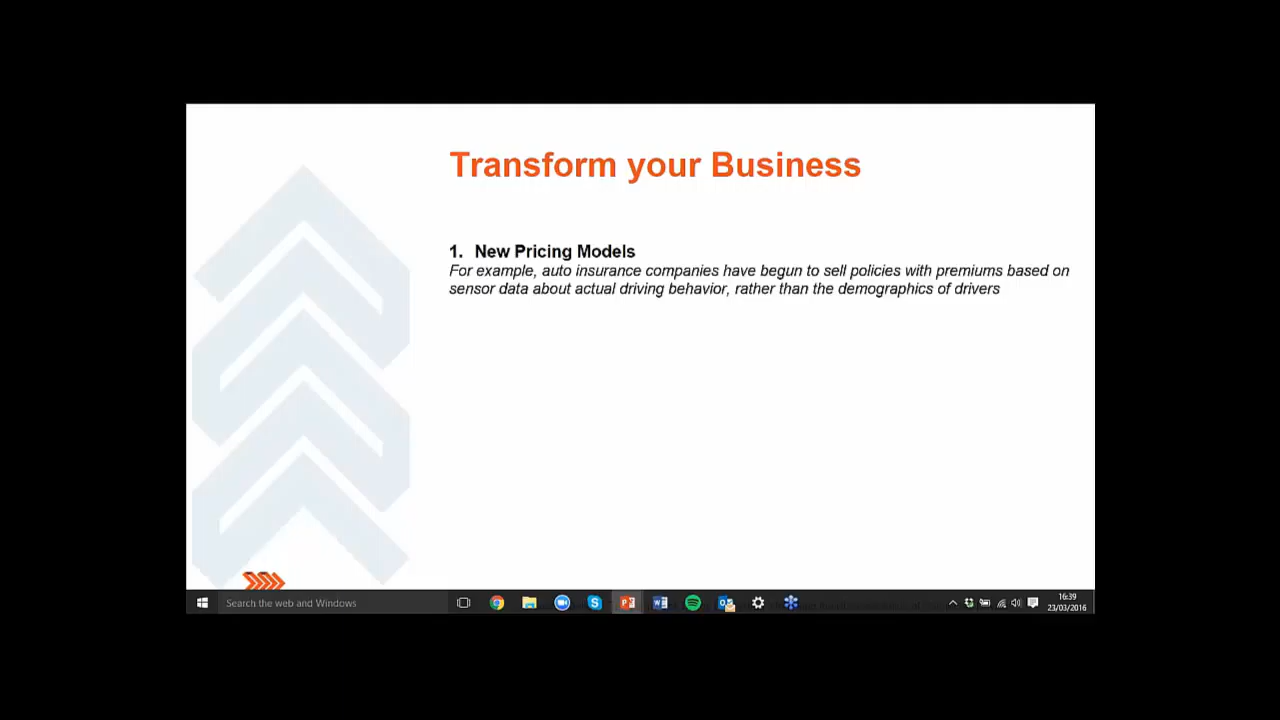 Transform your Business
1. New Pricing Models
For example, auto insurance companies have begun to sell policies with premiums based on
sensor data about actual driving behavior, rather than the demographics of drivers
Search the web and Windows
16:39
23/03/2016